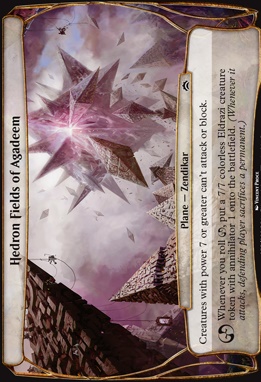 Hedron Fields of Agadeem
Plane — Zendikar
Creatures with power 7 or greater can't attack or block.
Whenever you roll , put a 7/7 colorless Eldrazi creature
token with annihilator 1 onto the battlefield. (Whenever it
attacks, defending player sacrifices a permanent.)
Vincent Proce